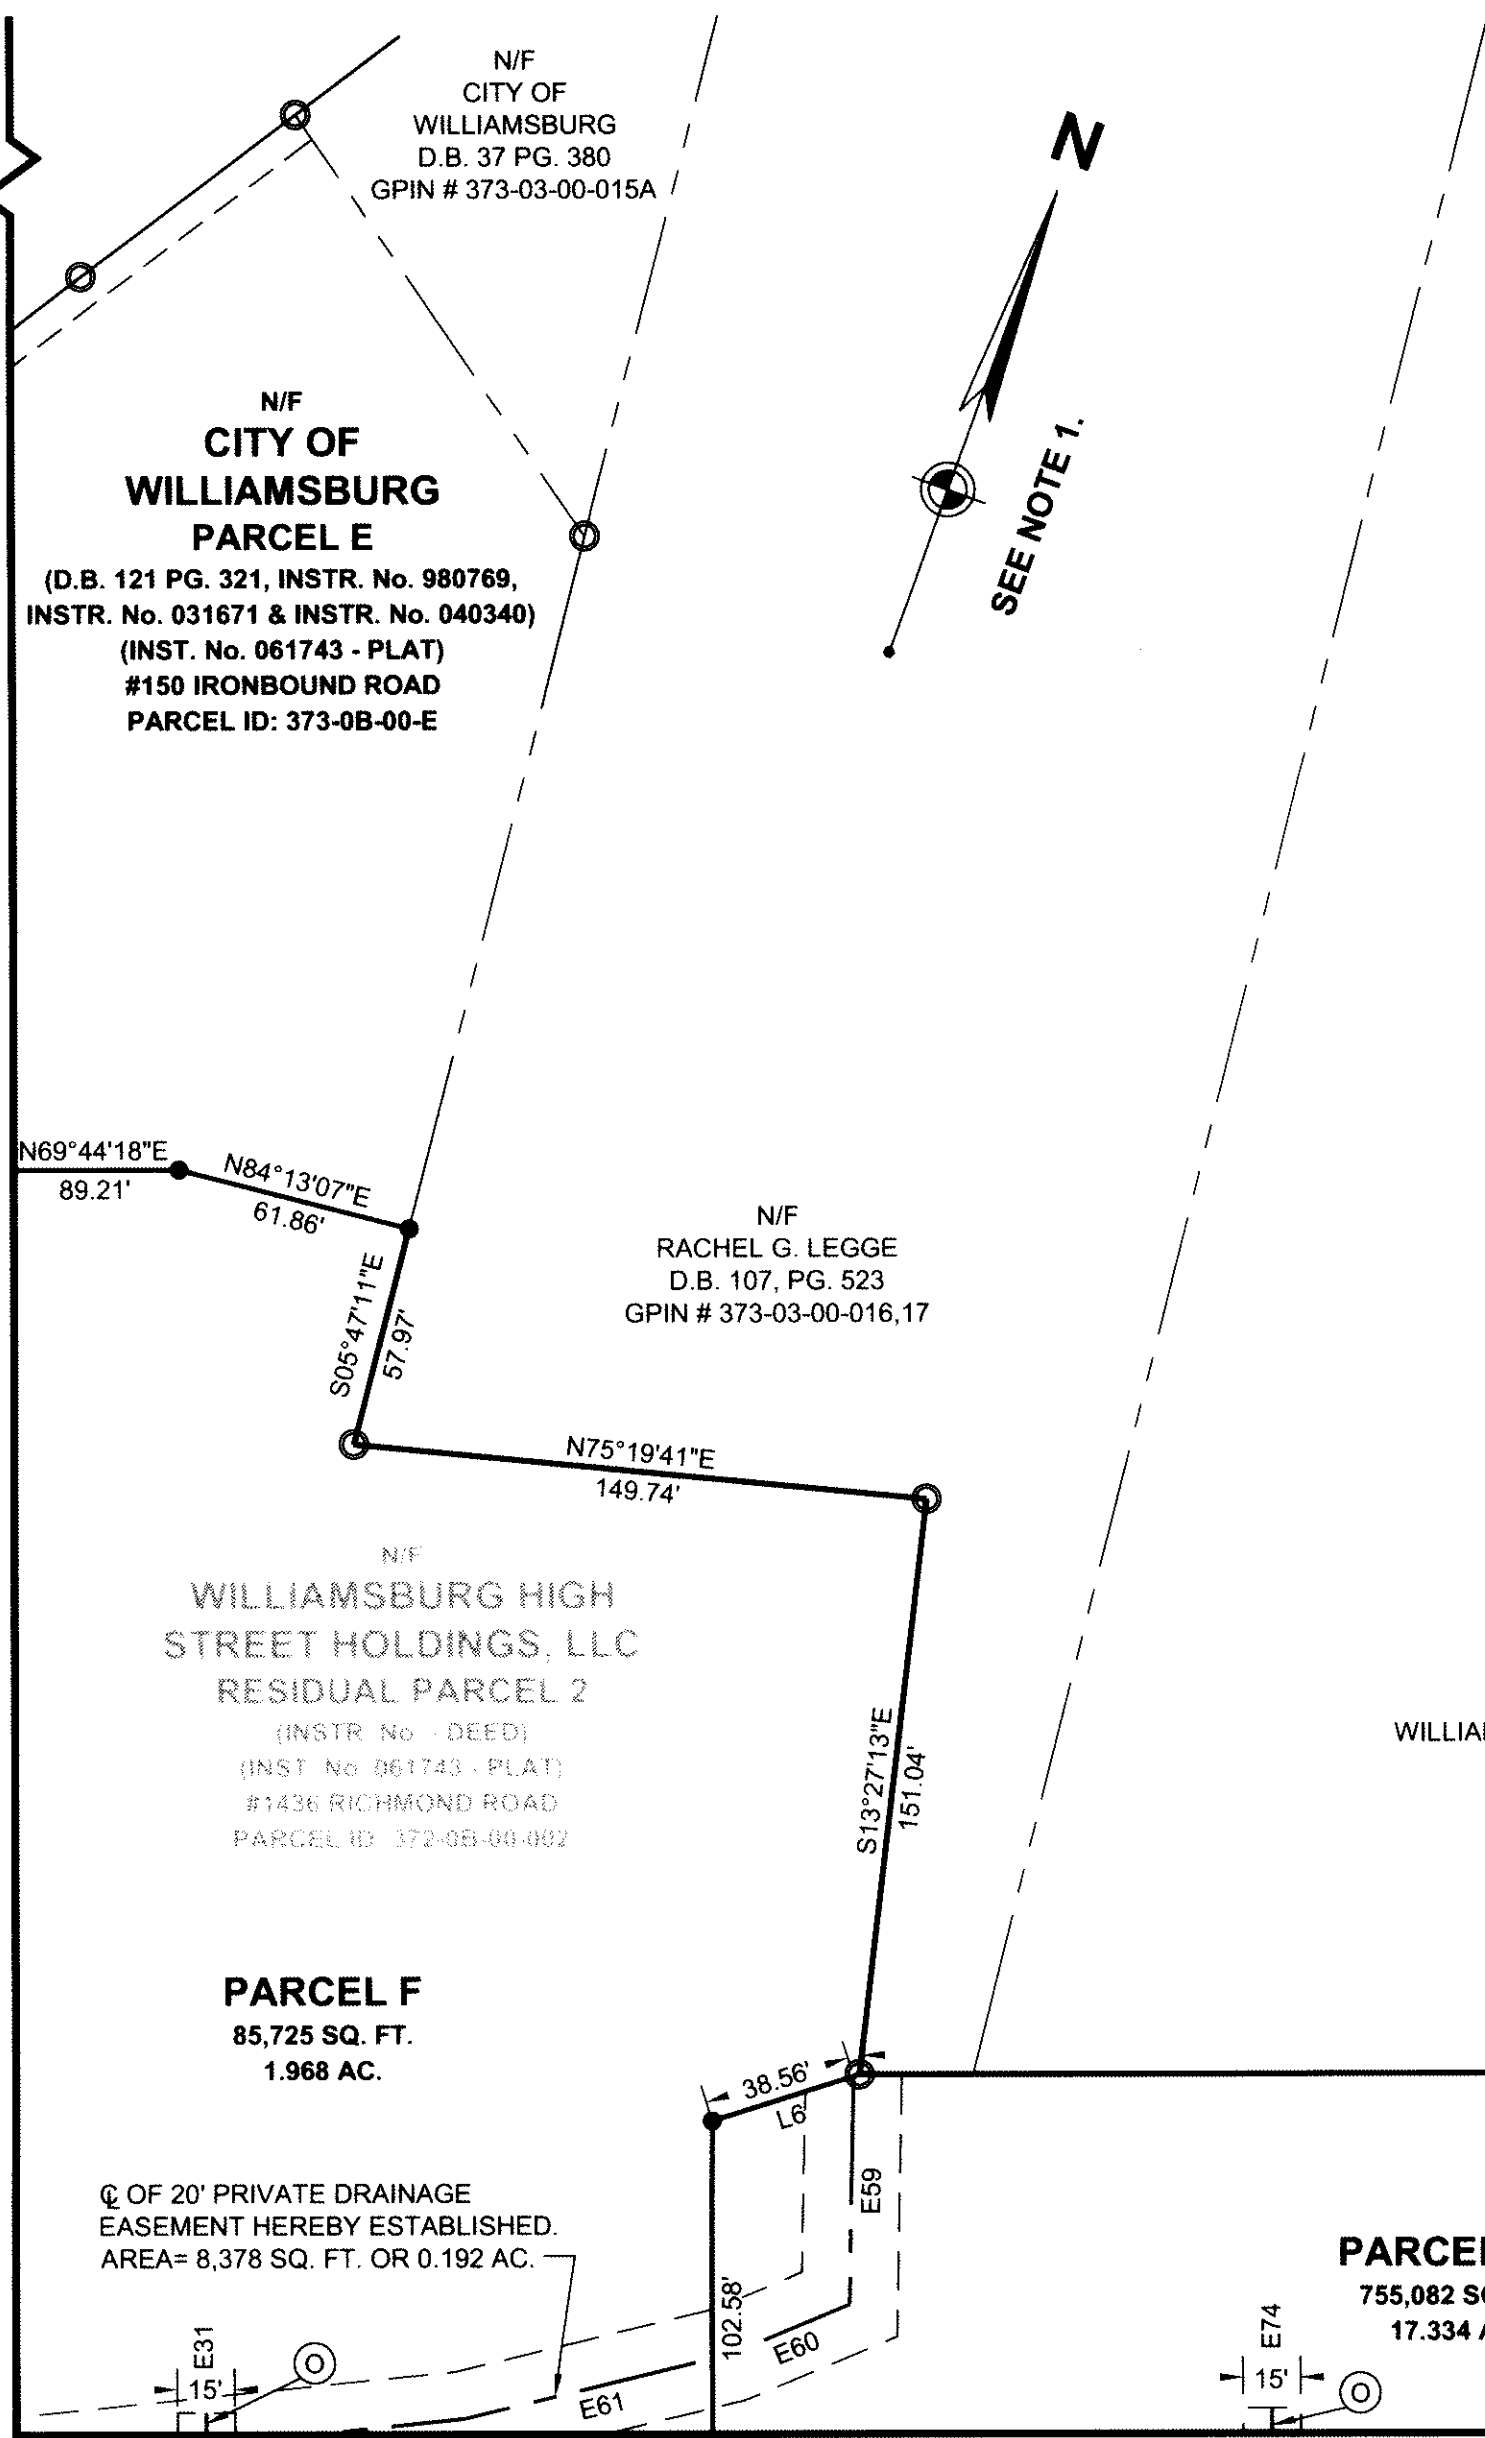 N/F
CITY OF
WILLIAMSBURG
D.B. 37 PG. 380
GPIN # 373-03-00-015A
N
SEE NOTE 1.
N/F
CITY OF
WILLIAMSBURG
PARCEL E
(D.B. 121 PG. 321, INSTR. No. 980769,
INSTR. No. 031671 & INSTR. No. 040340)
(INST. No. 061743 - PLAT)
#150 IRONBOUND ROAD
PARCEL ID: 373-0B-00-E
N69°44'18"E
89.21'
N84°13'07"E
61.86'
S05°47'11"E
57.97'
N/F
RACHEL G. LEGGE
D.B. 107, PG. 523
GPIN # 373-03-00-016,17
N75°19'41"E
149.74'
N/F
WILLIAMSBURG HIGH
STREET HOLDINGS, LLC
RESIDUAL PARCEL 2
(INSTR. No. - DEED)
(INST. No. 061743 - PLAT)
#1436 RICHMOND ROAD
PARCEL ID: 372-0B-00-002
S13°27'13"E
151.04'
WILLIA
PARCEL F
85,725 SQ. FT.
1.968 AC.
38.56'
L6
E59
℄ OF 20' PRIVATE DRAINAGE
EASEMENT HEREBY ESTABLISHED.
AREA= 8,378 SQ. FT. OR 0.192 AC.
102.58'
E60
E61
E31
15'
O
PARCE
755,082 S
17.334
E74
15'
O